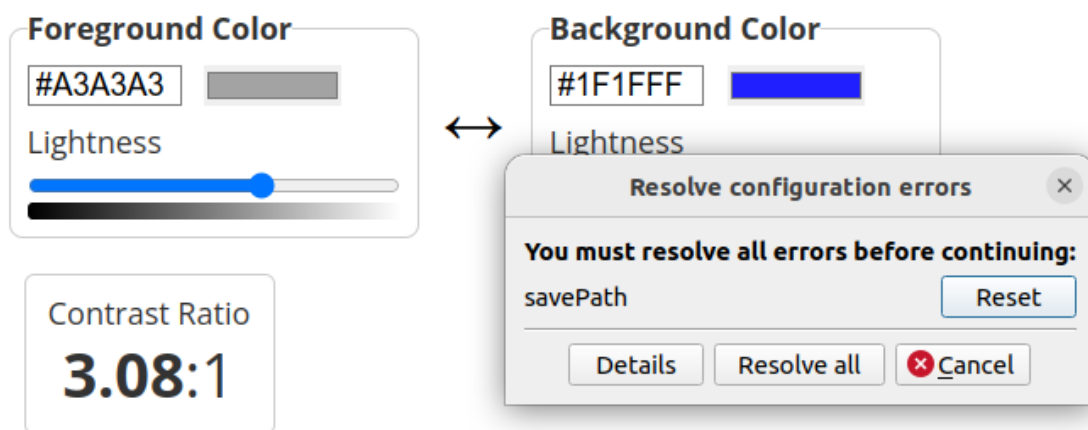 Foreground Color
#A3A3A3
Lightness
Background Color
#1F1FFF
Lightness
Contrast Ratio
3.08:1
Resolve configuration errors
You must resolve all errors before continuing:
savePath
Reset
Details
Resolve all
Cancel